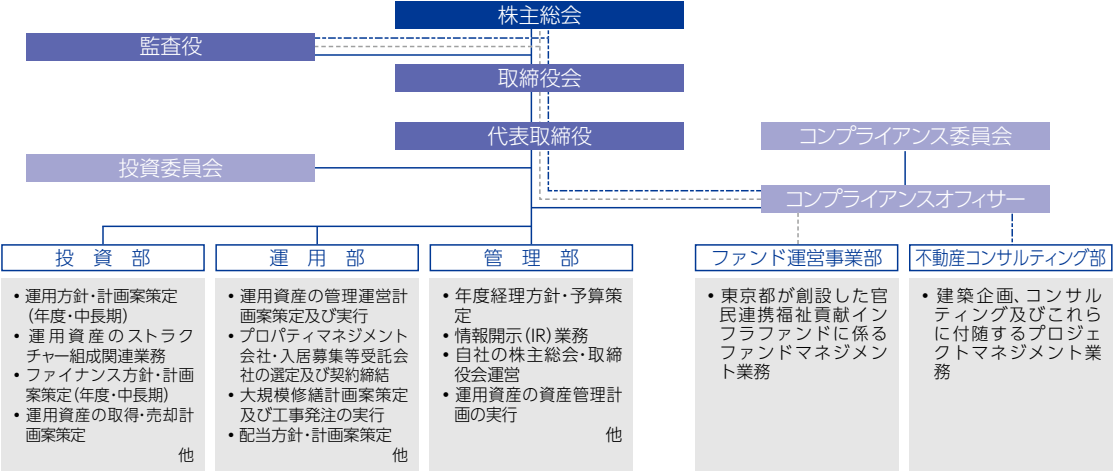 株主総会
監査役
取締役会
代表取締役
コンプライアンス委員会
投資委員会
コンプライアンスオフィサー
投資部
運用部
管理部
ファンド運営事業部
不動産コンサルティング部
•運用方針・計画案策定
（年度・中長期）
•運用資産のストラク
チャー組成関連業務
•ファイナンス方針・計画
案策定（年度・中長期）
•運用資産の取得・売却計
画案策定
他
•運用資産の管理運営計
画案策定及び実行
•プロパティマネジメント
会社・入居募集等受託会
社の選定及び契約締結
•大規模修繕計画案策定
及び工事発注の実行
•配当方針・計画案策定
他
•年度経理方針・予算策
定
•情報開示（IR）業務
•自社の株主総会・取締
役会運営
•運用資産の資産管理計
画の実行
他
•東京都が創設した官
民連携福祉貢献イン
フラファンドに係る
ファンドマネジメン
ト業務
•建築企画、コンサル
ティング及びこれら
に付随するプロジェ
クトマネジメント業
務